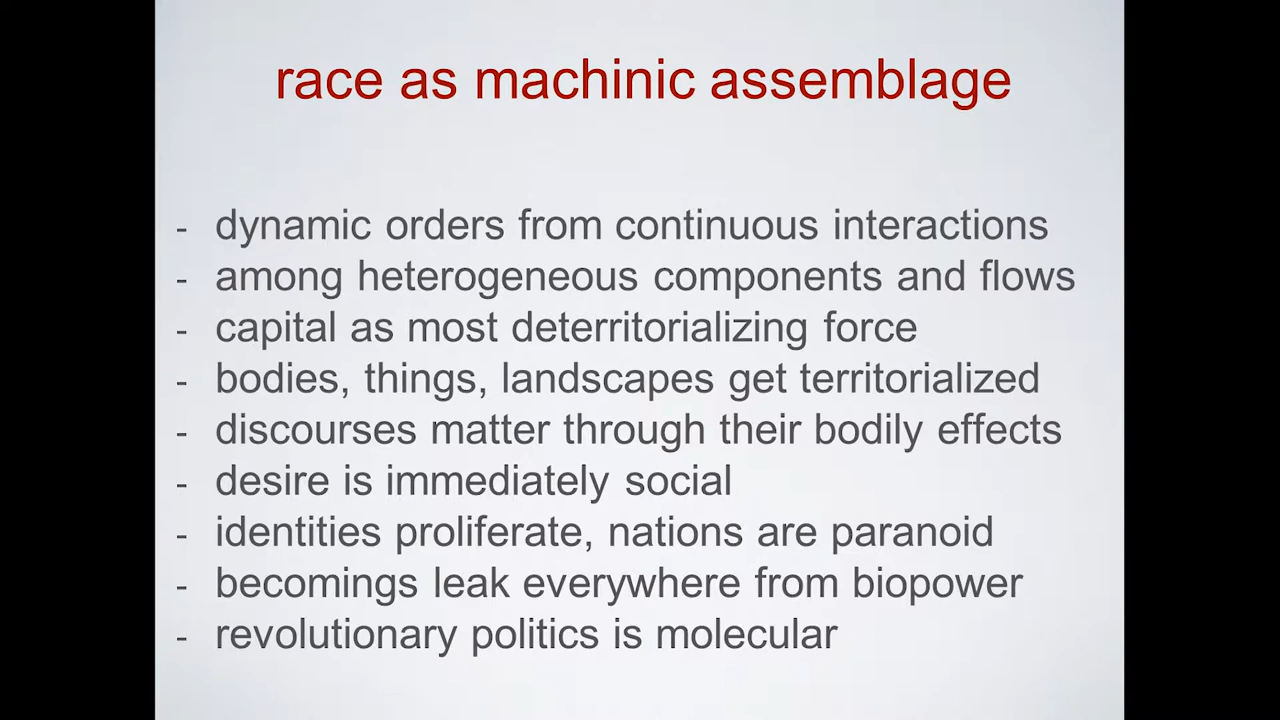 race as machinic assemblage
- dynamic orders from continuous interactions
- among heterogeneous components and flows
- capital as most deterritorializing force
- bodies, things, landscapes get territorialized
- discourses matter through their bodily effects
- desire is immediately social
- identities proliferate, nations are paranoid
- becomings leak everywhere from biopower
- revolutionary politics is molecular